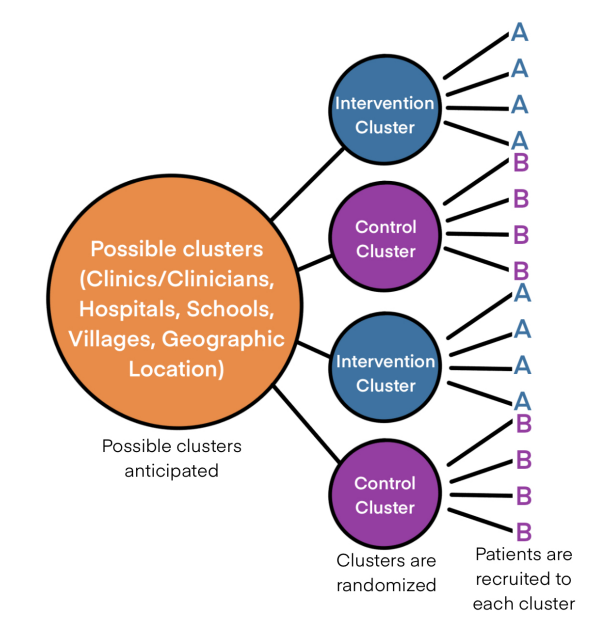 A
A
A
A
Intervention
Cluster
B
B
B
B
Control
Cluster
Possible clusters
(Clinics/Clinicians,
Hospitals, Schools,
Villages, Geographic
Location)
A
A
A
A
Intervention
Cluster
B
B
B
B
Control
Cluster
Possible clusters
anticipated
Clusters are
randomized
Patients are
recruited to
each cluster